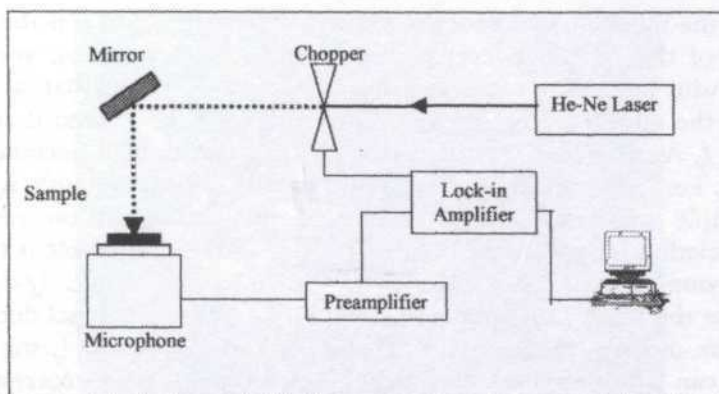 Mirror
Chopper
He-Ne Laser
Sample
Lock-in
Amplifier
Preamplifier
Microphone